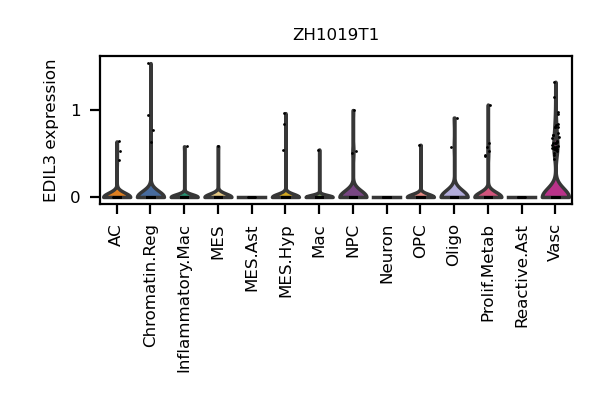 ZH1019T1
EDIL3 expression
1
0
AC
Chromatin.Reg
Inflammatory.Mac
MES
MES.Ast
MES.Hyp
Mac
NPC
Neuron
OPC
Oligo
Prolif.Metab
Reactive.Ast
Vasc